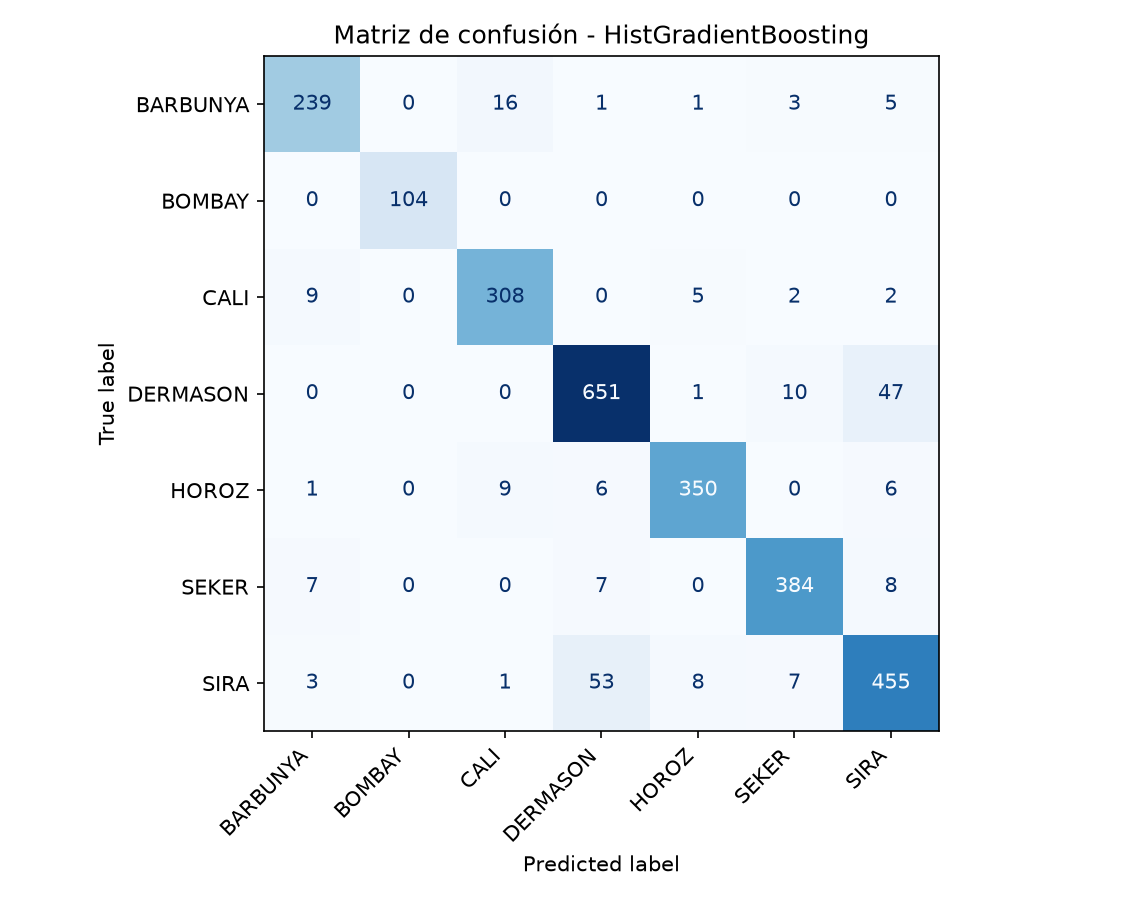 Matriz de confusión - HistGradientBoosting
BARBUNYA 239 0 16 1 1 3 5
BOMBAY 0 104 0 0 0 0 0
CALI 9 0 308 0 5 2 2
DERMASON 0 0 0 651 1 10 47
HOROZ 1 0 9 6 350 0 6
SEKER 7 0 0 7 0 384 8
SIRA 3 0 1 53 8 7 455
True label
BARBUNYA BOMBAY CALI DERMASON HOROZ SEKER SIRA
Predicted label